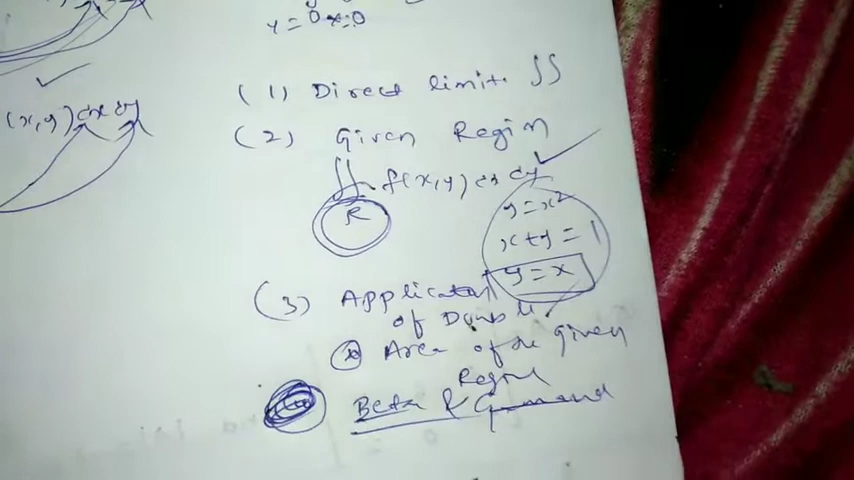 y = 0 x = 0
(x,y) dx dy
(1) Direct limits ∫∫
(2) Given Region
∫∫ f(x,y) dx dy
R
y = x²
x + y = 1
y = x
(3) Application
of Double
Area of the given
Region
Beta &